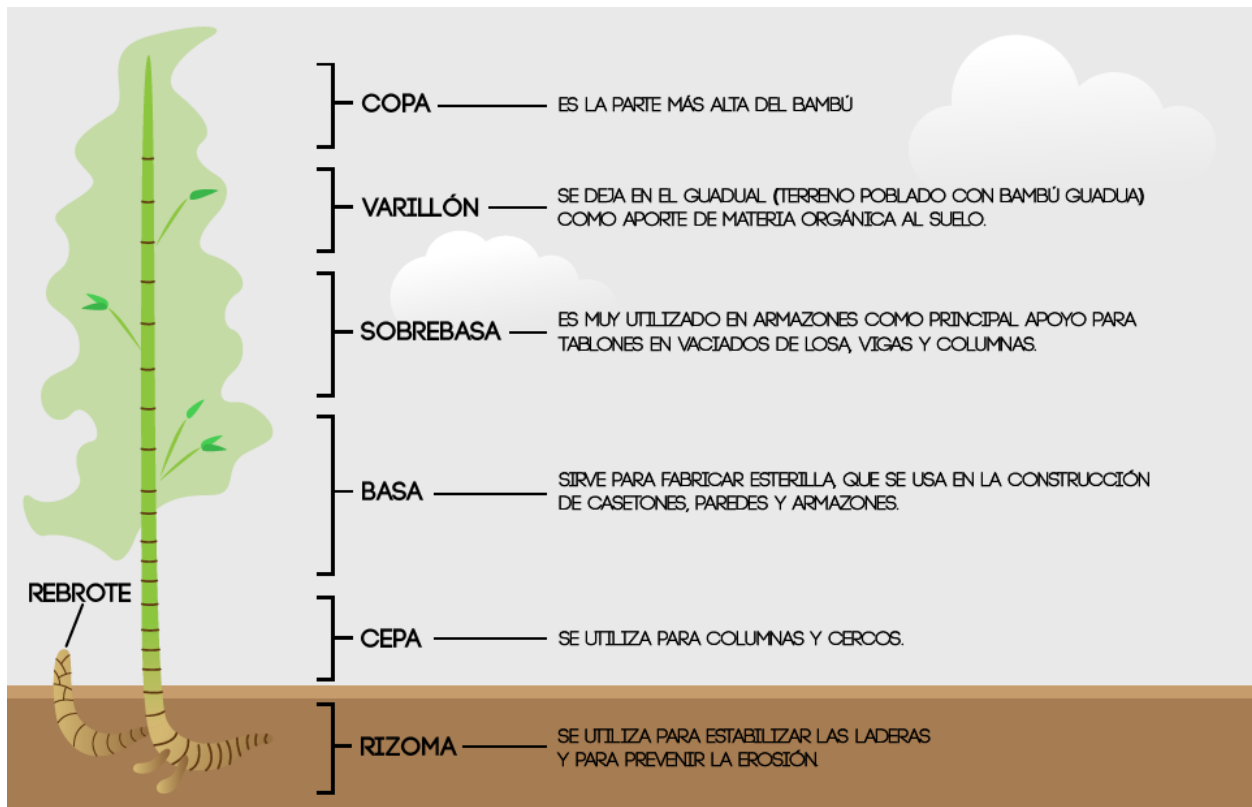 COPA
ES LA PARTE MÁS ALTA DEL BAMBÚ
VARILLÓN
SE DEJA EN EL GUADUAL (TERRENO POBLADO CON BAMBÚ GUADUA)
COMO APORTE DE MATERIA ORGÁNICA AL SUELO.
SOBREBASA
ES MUY UTILIZADO EN ARMAZONES COMO PRINCIPAL APOYO PARA
TABLONES EN VACIADOS DE LOSA, VIGAS Y COLUMNAS.
BASA
SIRVE PARA FABRICAR ESTERILLA, QUE SE USA EN LA CONSTRUCCIÓN
DE CASETONES, PAREDES Y ARMAZONES.
REBROTE
CEPA
SE UTILIZA PARA COLUMNAS Y CERCOS.
RIZOMA
SE UTILIZA PARA ESTABILIZAR LAS LADERAS
Y PARA PREVENIR LA EROSIÓN.